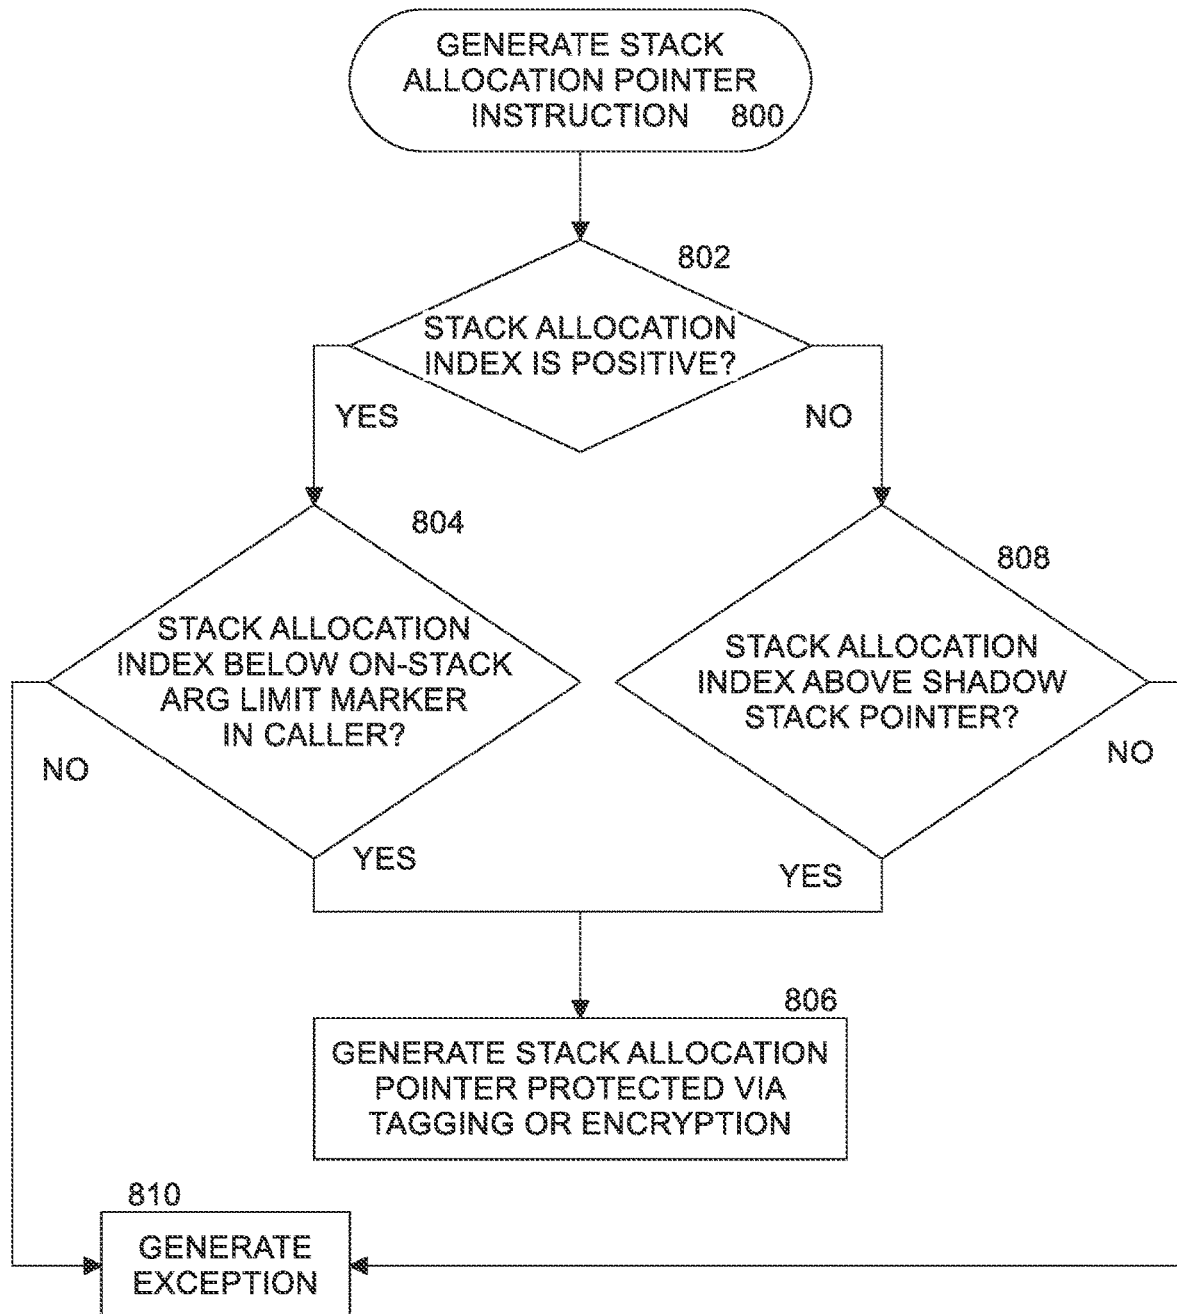 GENERATE STACK
ALLOCATION POINTER
INSTRUCTION 800
802
STACK ALLOCATION
INDEX IS POSITIVE?
YES
NO
804
STACK ALLOCATION
INDEX BELOW ON-STACK
ARG LIMIT MARKER
IN CALLER?
NO
YES
808
STACK ALLOCATION
INDEX ABOVE SHADOW
STACK POINTER?
NO
YES
806
GENERATE STACK ALLOCATION
POINTER PROTECTED VIA
TAGGING OR ENCRYPTION
810
GENERATE
EXCEPTION